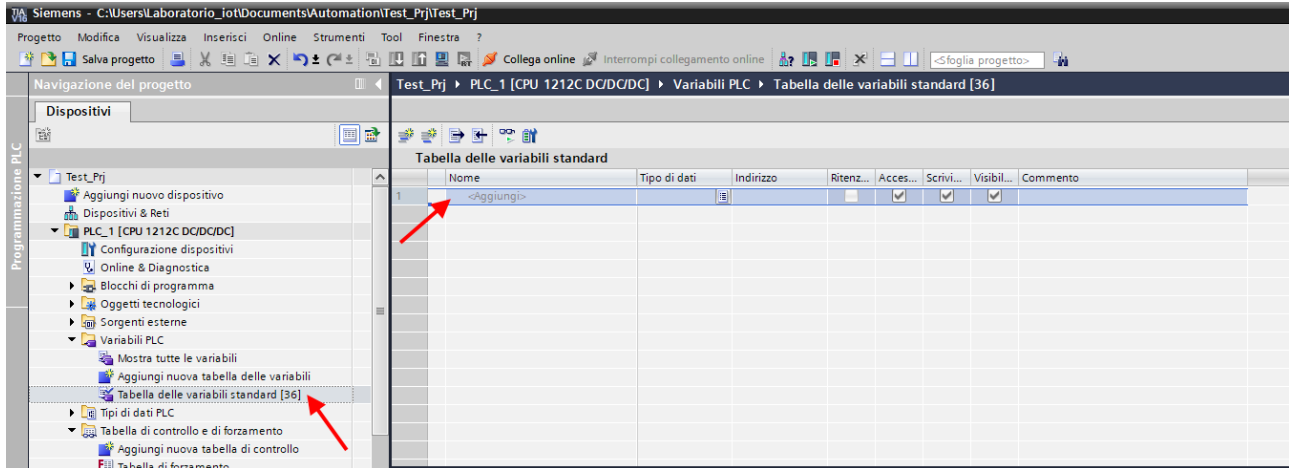 Siemens - C:\Users\Laboratorio_iot\Documents\Automation\Test_Prj\Test_Prj
Progetto Modifica Visualizza Inserisci Online Strumenti Tool Finestra ?
Salva progetto Collega online Interrompi collegamento online <Sfoglia progetto>
Navigazione del progetto
Test_Prj PLC_1 [CPU 1212C DC/DC/DC] Variabili PLC Tabella delle variabili standard [36]
Dispositivi
Tabella delle variabili standard
Nome Tipo di dati Indirizzo Ritenz... Acces... Scrivi... Visibil... Commento
1 <Aggiungi>
Programmazione PLC
Test_Prj
Aggiungi nuovo dispositivo
Dispositivi & Reti
PLC_1 [CPU 1212C DC/DC/DC]
Configurazione dispositivi
Online & Diagnostica
Blocchi di programma
Oggetti tecnologici
Sorgenti esterne
Variabili PLC
Mostra tutte le variabili
Aggiungi nuova tabella delle variabili
Tabella delle variabili standard [36]
Tipi di dati PLC
Tabella di controllo e di forzamento
Aggiungi nuova tabella di controllo
Tabella di forzamento